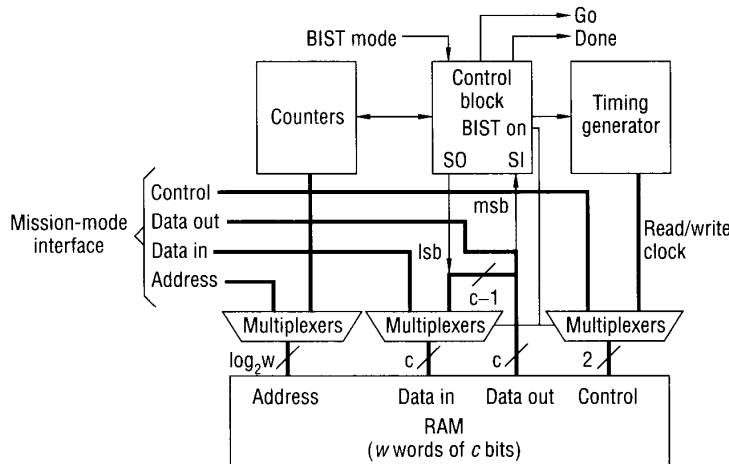 Go
BIST mode
Done
Counters
Control
block
BIST on
SO
SI
Timing
generator
Mission-mode
interface
Control
Data out
Data in
Address
msb
lsb
c–1
Read/write
clock
Multiplexers
Multiplexers
Multiplexers
log₂w
c
c
2
Address
Data in
Data out
Control
RAM
(w words of c bits)